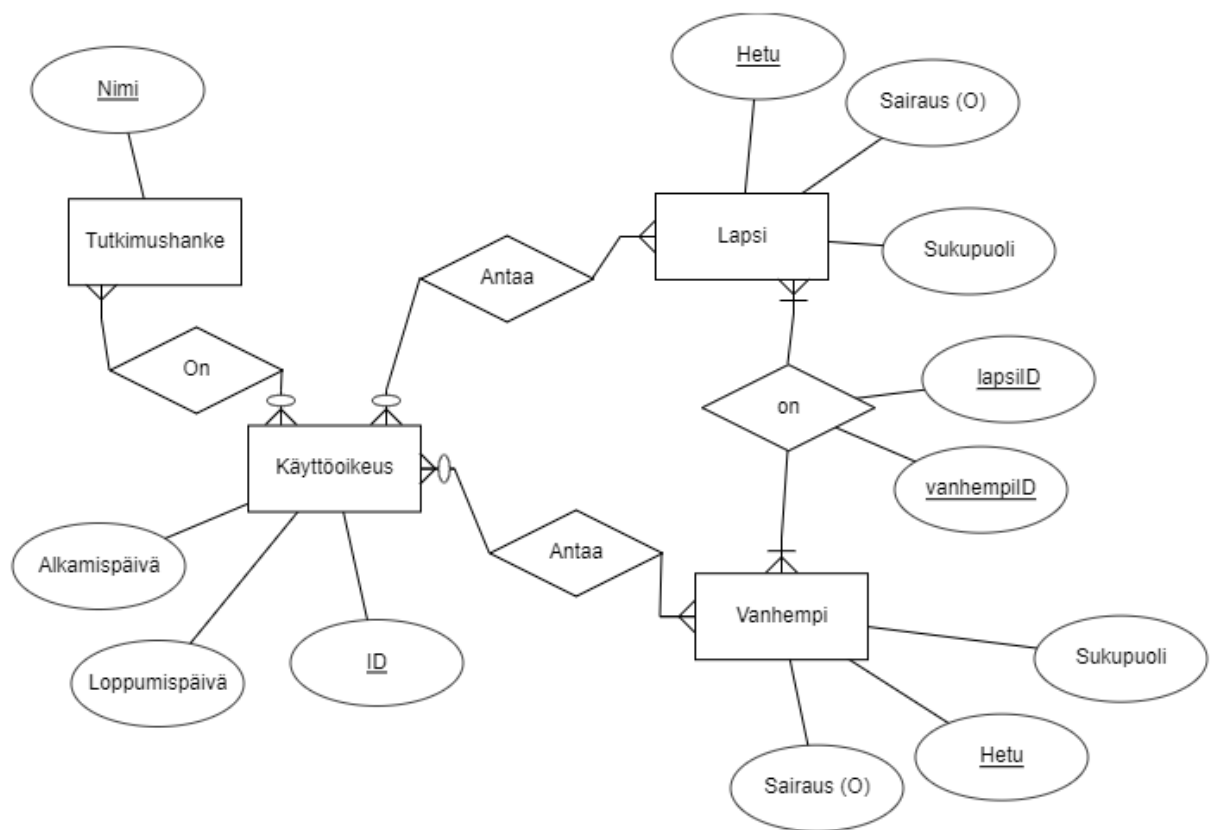 Hetu
Nimi
Sairaus (O)
Tutkimushanke
Lapsi
Sukupuoli
Antaa
On
lapsiID
on
Käyttöoikeus
vanhempiID
Antaa
Alkamispäivä
Vanhempi
Sukupuoli
ID
Loppumispäivä
Hetu
Sairaus (O)